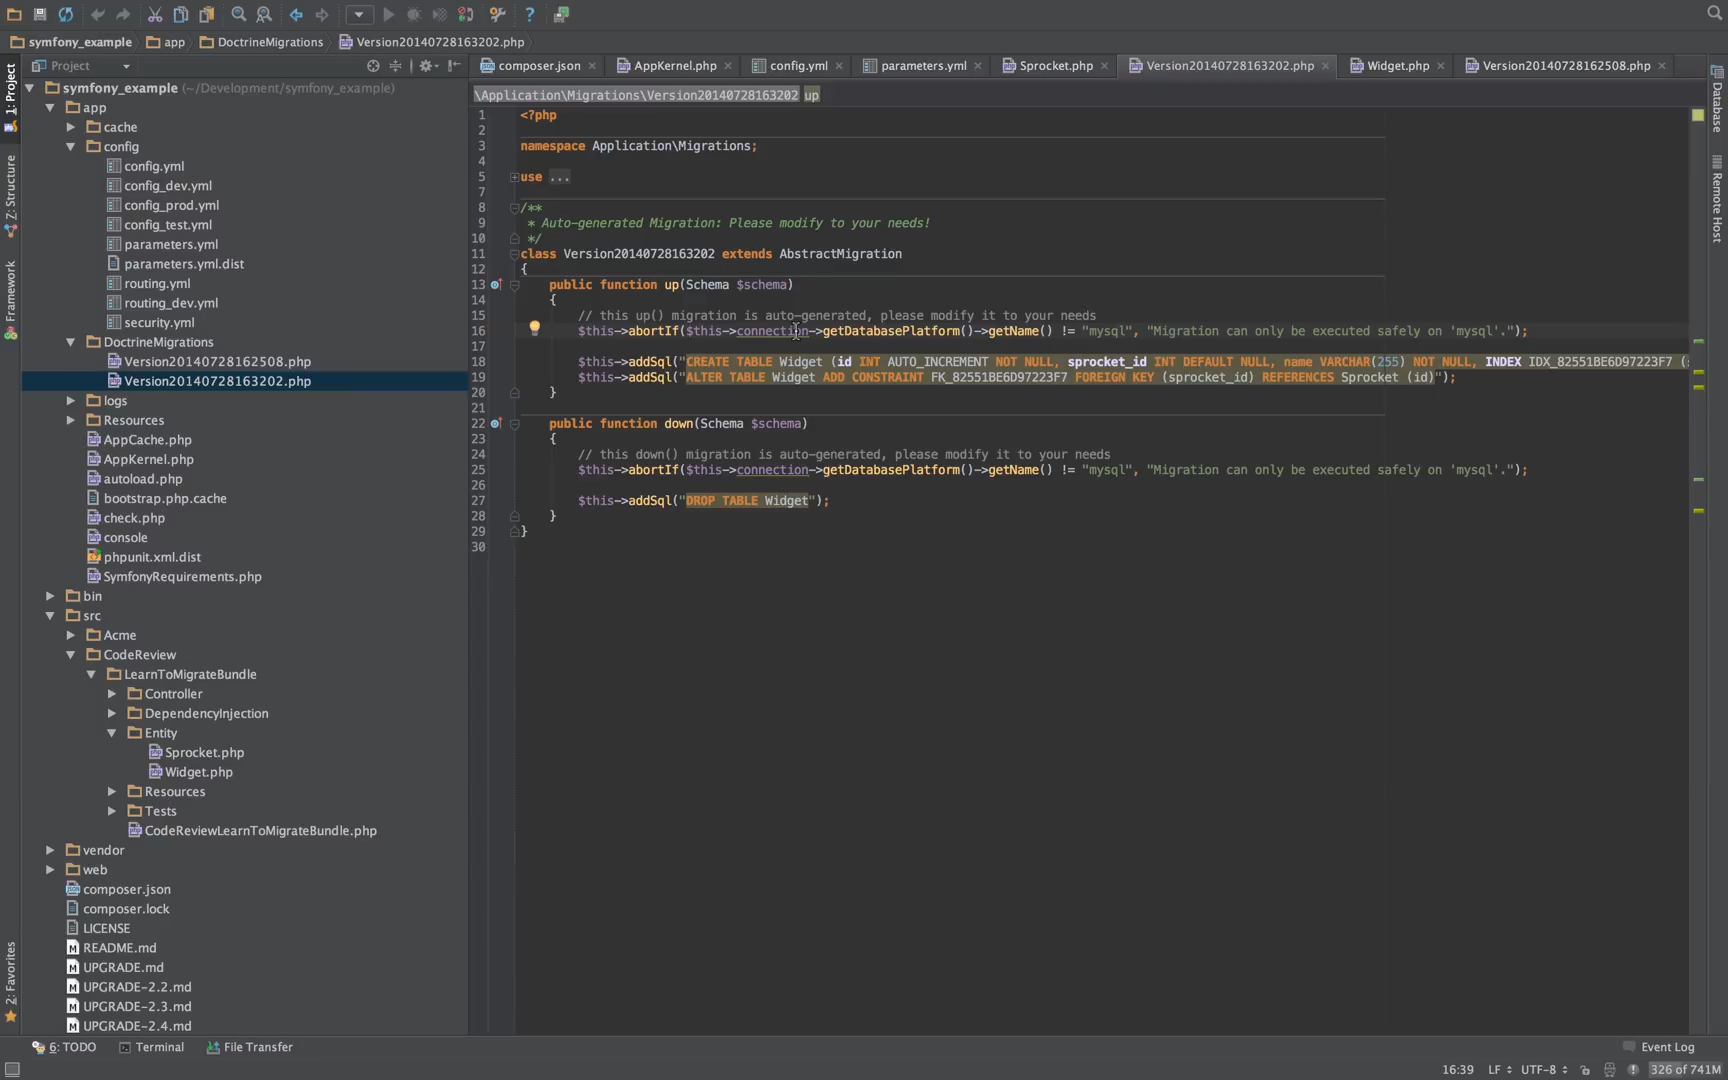 symfony_example app DoctrineMigrations Version20140728163202.php
Project
composer.json AppKernel.php config.yml parameters.yml Sprocket.php Version20140728163202.php Widget.php Version20140728162508.php
1: Project
Z: Structure
Framework
2: Favorites
symfony_example (~/Development/symfony_example)
app
cache
config
config.yml
config_dev.yml
config_prod.yml
config_test.yml
parameters.yml
parameters.yml.dist
routing.yml
routing_dev.yml
security.yml
DoctrineMigrations
Version20140728162508.php
Version20140728163202.php
logs
Resources
AppCache.php
AppKernel.php
autoload.php
bootstrap.php.cache
check.php
console
phpunit.xml.dist
SymfonyRequirements.php
bin
src
Acme
CodeReview
LearnToMigrateBundle
Controller
DependencyInjection
Entity
Sprocket.php
Widget.php
Resources
Tests
CodeReviewLearnToMigrateBundle.php
vendor
web
composer.json
composer.lock
LICENSE
README.md
UPGRADE.md
UPGRADE-2.2.md
UPGRADE-2.3.md
UPGRADE-2.4.md
\Application\Migrations\Version20140728163202 up
1 <?php
2
3 namespace Application\Migrations;
4
5 use ...
7
8 /**
9 * Auto-generated Migration: Please modify to your needs!
10 */
11 class Version20140728163202 extends AbstractMigration
12 {
13 public function up(Schema $schema)
14 {
15 // this up() migration is auto-generated, please modify it to your needs
16 $this->abortIf($this->connection->getDatabasePlatform()->getName() != "mysql", "Migration can only be executed safely on 'mysql'.");
17
18 $this->addSql("CREATE TABLE Widget (id INT AUTO_INCREMENT NOT NULL, sprocket_id INT DEFAULT NULL, name VARCHAR(255) NOT NULL, INDEX IDX_82551BE6D97223F7 (
19 $this->addSql("ALTER TABLE Widget ADD CONSTRAINT FK_82551BE6D97223F7 FOREIGN KEY (sprocket_id) REFERENCES Sprocket (id)");
20 }
21
22 public function down(Schema $schema)
23 {
24 // this down() migration is auto-generated, please modify it to your needs
25 $this->abortIf($this->connection->getDatabasePlatform()->getName() != "mysql", "Migration can only be executed safely on 'mysql'.");
26
27 $this->addSql("DROP TABLE Widget");
28 }
29 }
30
Database
Remote Host
6: TODO Terminal File Transfer Event Log
16:39 LF UTF-8 326 of 741M